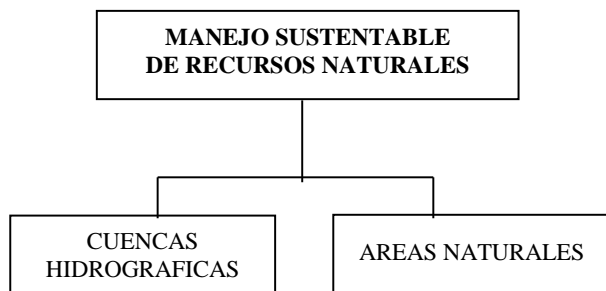 MANEJO SUSTENTABLE
DE RECURSOS NATURALES
CUENCAS
HIDROGRAFICAS
AREAS NATURALES